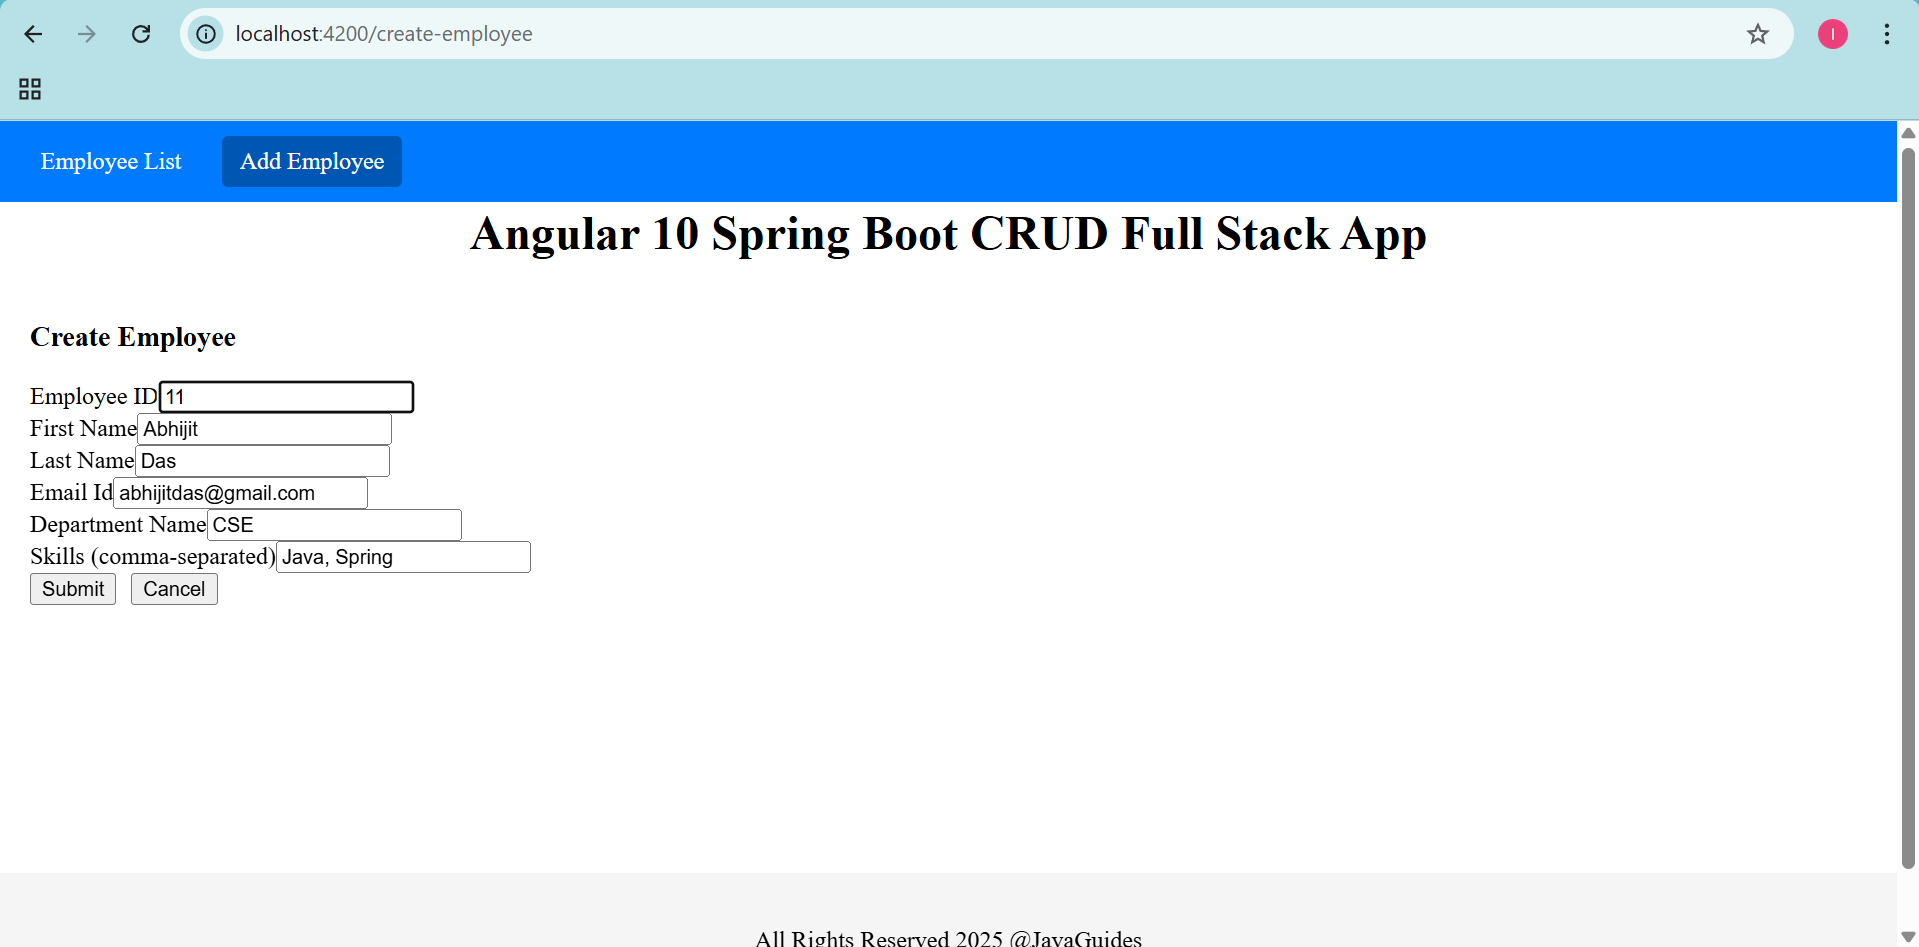 localhost:4200/create-employee
I
Employee List Add Employee
Angular 10 Spring Boot CRUD Full Stack App
Create Employee
Employee ID 11
First Name Abhijit
Last Name Das
Email Id abhijitdas@gmail.com
Department Name CSE
Skills (comma-separated) Java, Spring
Submit Cancel
All Rights Reserved 2025 @JavaGuides